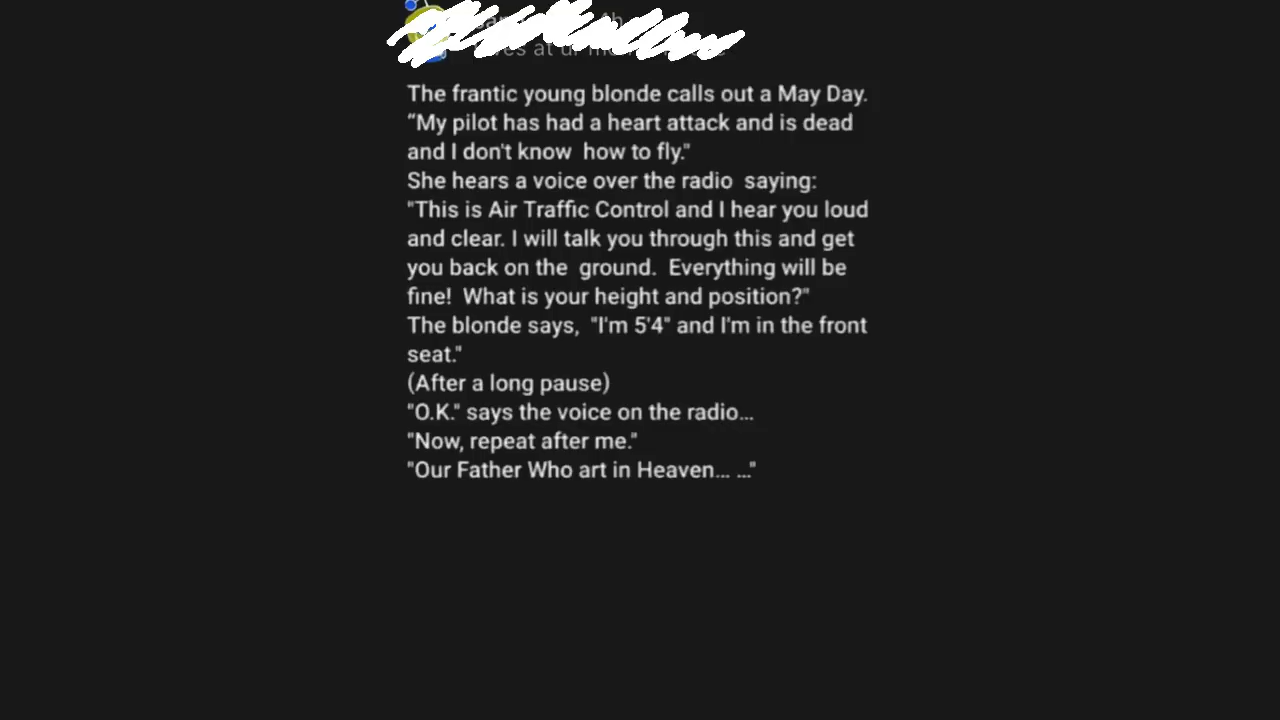 The frantic young blonde calls out a May Day.
“My pilot has had a heart attack and is dead
and I don't know  how to fly."
She hears a voice over the radio  saying:
"This is Air Traffic Control and I hear you loud
and clear. I will talk you through this and get
you back on the  ground.  Everything will be
fine!  What is your height and position?"
The blonde says,  "I'm 5'4" and I'm in the front
seat."
(After a long pause)
"O.K." says the voice on the radio...
"Now, repeat after me."
"Our Father Who art in Heaven... ..."